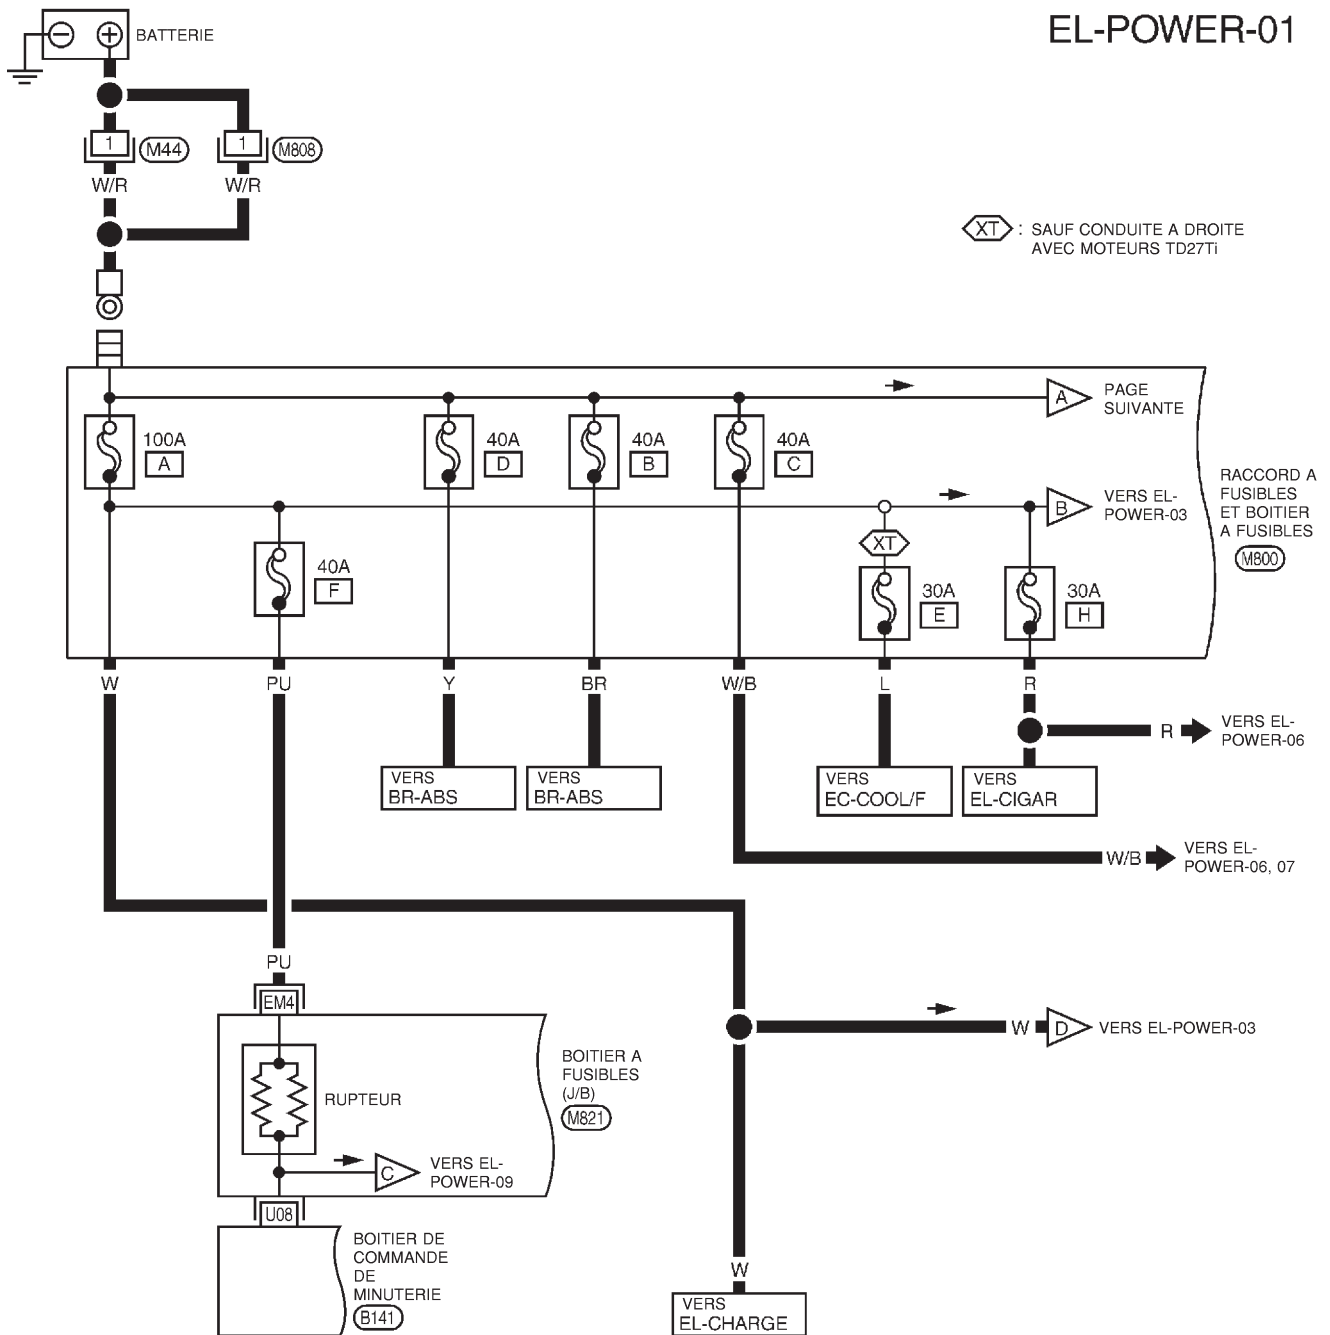 EL-POWER-01
BATTERIE
1
M44
1
M808
W/R
W/R
XT : SAUF CONDUITE A DROITE
AVEC MOTEURS TD27Ti
A
PAGE
SUIVANTE
100A
A
40A
D
40A
B
40A
C
B
VERS EL-
POWER-03
RACCORD A
FUSIBLES
ET BOITIER
A FUSIBLES
M800
XT
40A
F
30A
E
30A
H
W
PU
Y
BR
W/B
L
R
R
VERS EL-
POWER-06
VERS
BR-ABS
VERS
BR-ABS
VERS
EC-COOL/F
VERS
EL-CIGAR
W/B
VERS EL-
POWER-06, 07
PU
EM4
W
D
VERS EL-POWER-03
BOITIER A
FUSIBLES
(J/B)
M821
RUPTEUR
C
VERS EL-
POWER-09
U08
BOITIER DE
COMMANDE
DE
MINUTERIE
B141
W
VERS
EL-CHARGE